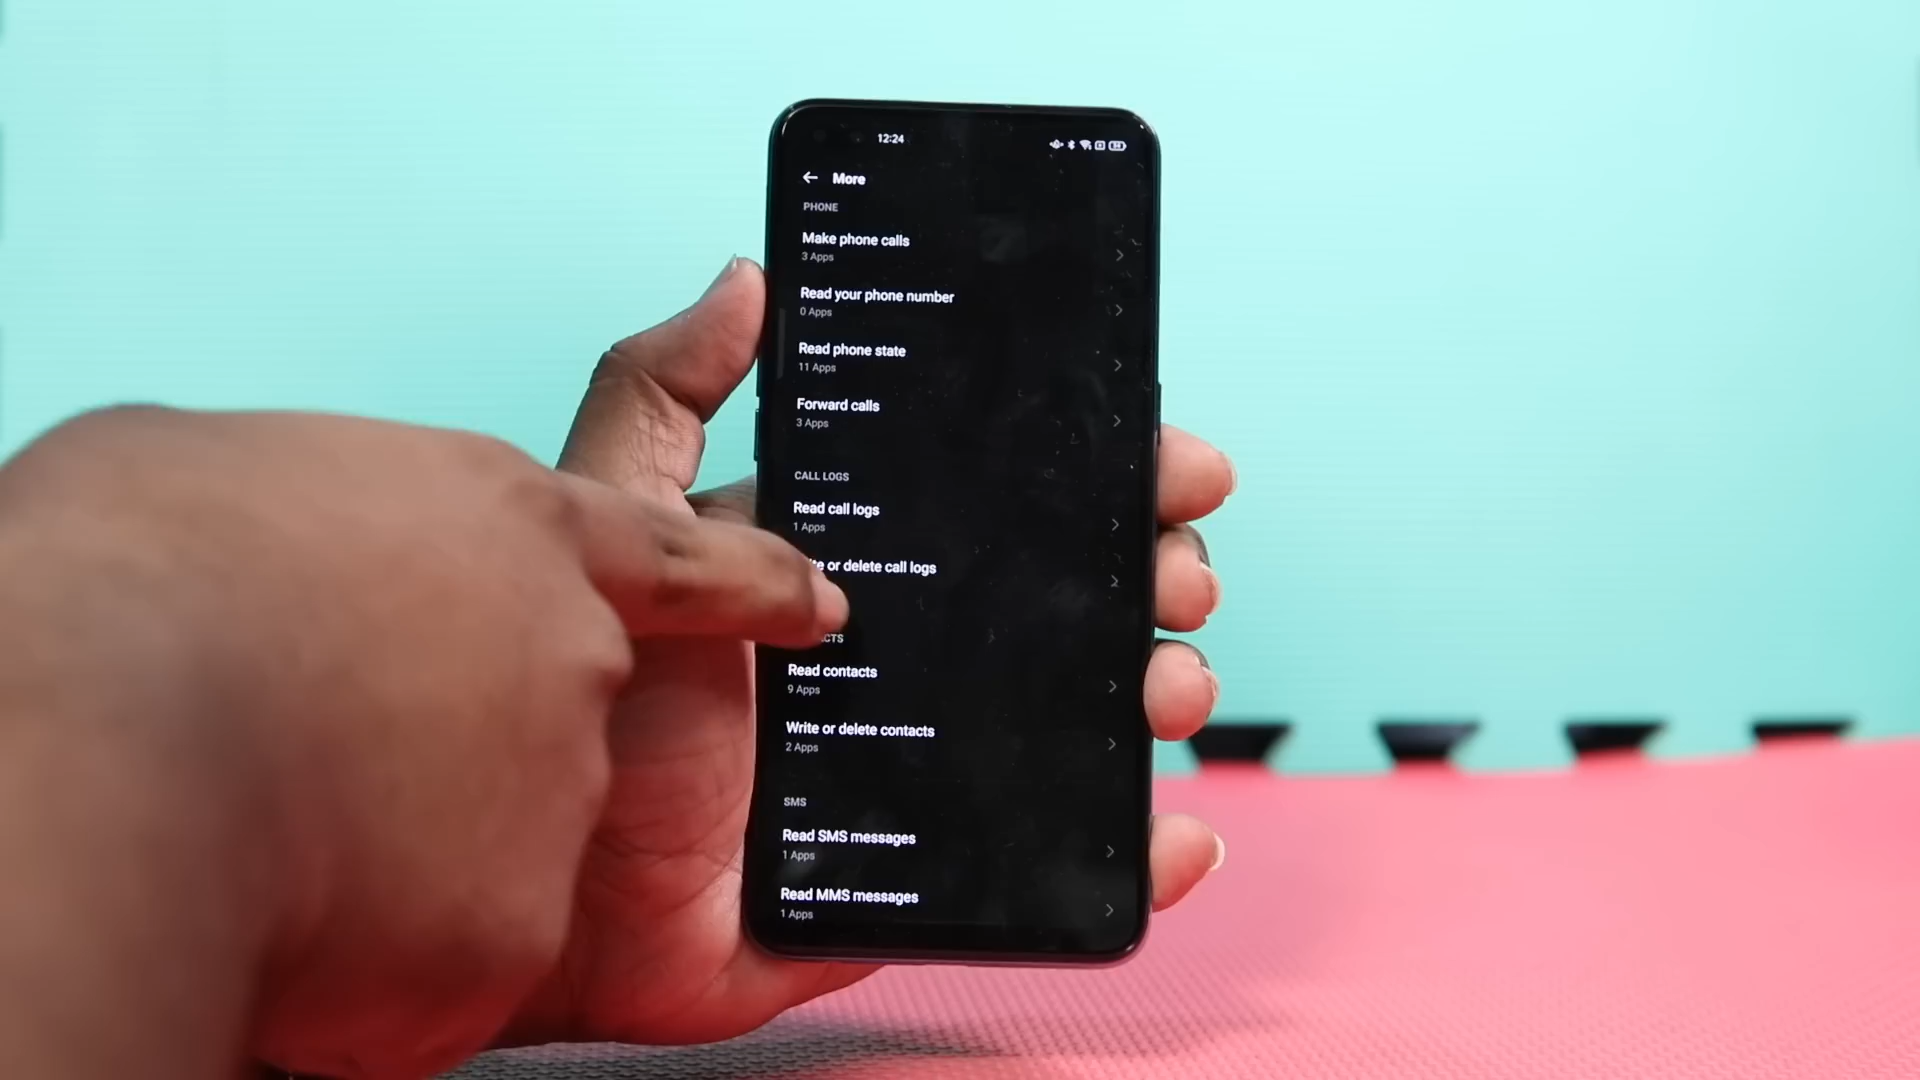 12:24
More
PHONE
Make phone calls
3 Apps
Read your phone number
0 Apps
Read phone state
11 Apps
Forward calls
3 Apps
CALL LOGS
Read call logs
1 Apps
or delete call logs
Read contacts
9 Apps
Write or delete contacts
2 Apps
SMS
Read SMS messages
1 Apps
Read MMS messages
1 Apps